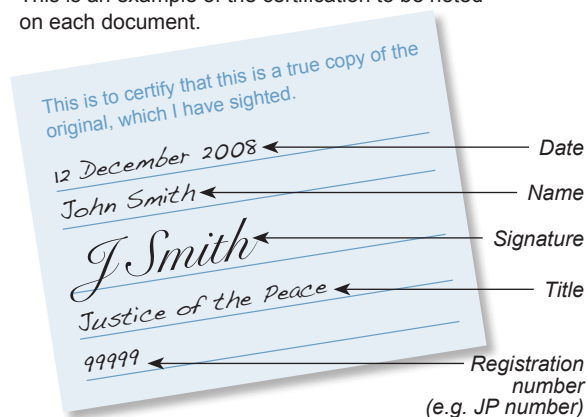 This is an example of the certification to be noted
on each document.
This is to certify that this is a true copy of the
original, which I have sighted.
12 December 2008
Date
John Smith
Name
J Smith
Signature
Justice of the Peace
Title
99999
Registration
number
(e.g. JP number)